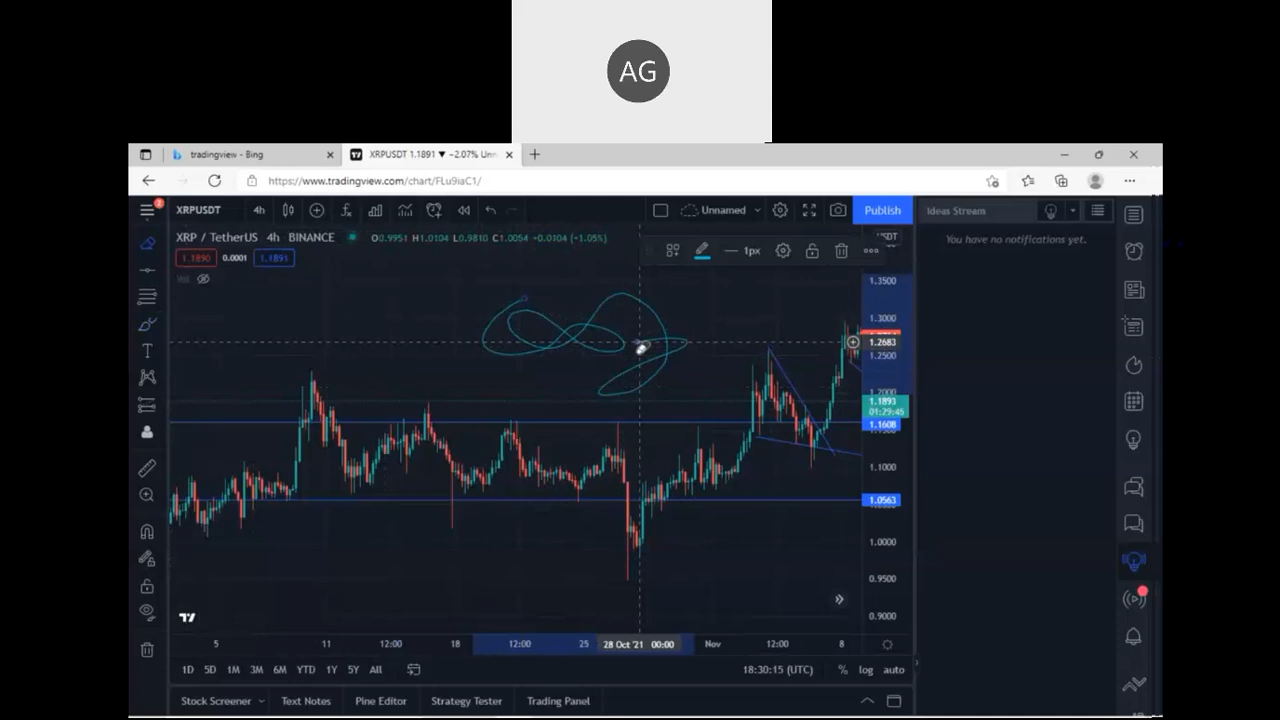 AG
tradingview - Bing
XRPUSDT 1.1891 ▼ −2.07% Unn
https://www.tradingview.com/chart/FLu9iaC1/
2
XRPUSDT 4h Unnamed Publish
Ideas Stream
XRP / TetherUS 4h BINANCE O0.9951 H1.0104 L0.9810 C1.0054 +0.0104 (+1.05%)
USDT
1px
You have no notifications yet.
1.1890 0.0001 1.1891
1.3500
1.3000
1.2683
1.2500
1.2000
1.1893
01:29:45
1.1608
1.1000
1.0563
1.0000
0.9500
0.9000
5 11 12:00 18 12:00 25 28 Oct '21 00:00 Nov 12:00 8
1D 5D 1M 3M 6M YTD 1Y 5Y All 18:30:15 (UTC) % log auto
Stock Screener Text Notes Pine Editor Strategy Tester Trading Panel